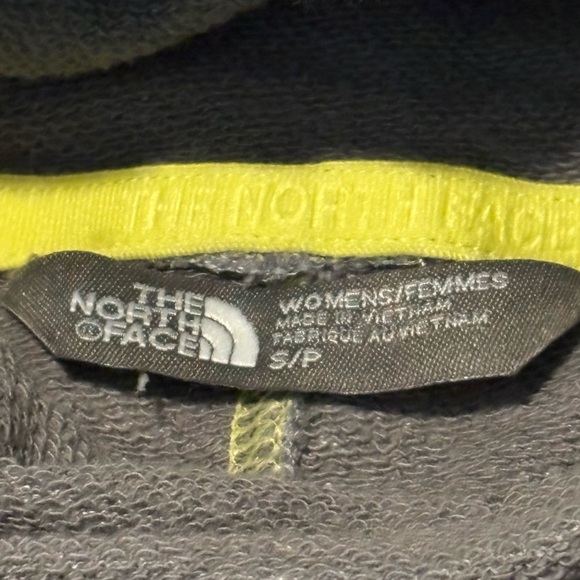 THE NORTH FACE
THE
NORTH
FACE
WOMENS/FEMMES
MADE IN VIETNAM
FABRIQUE AU VIETNAM
S/P